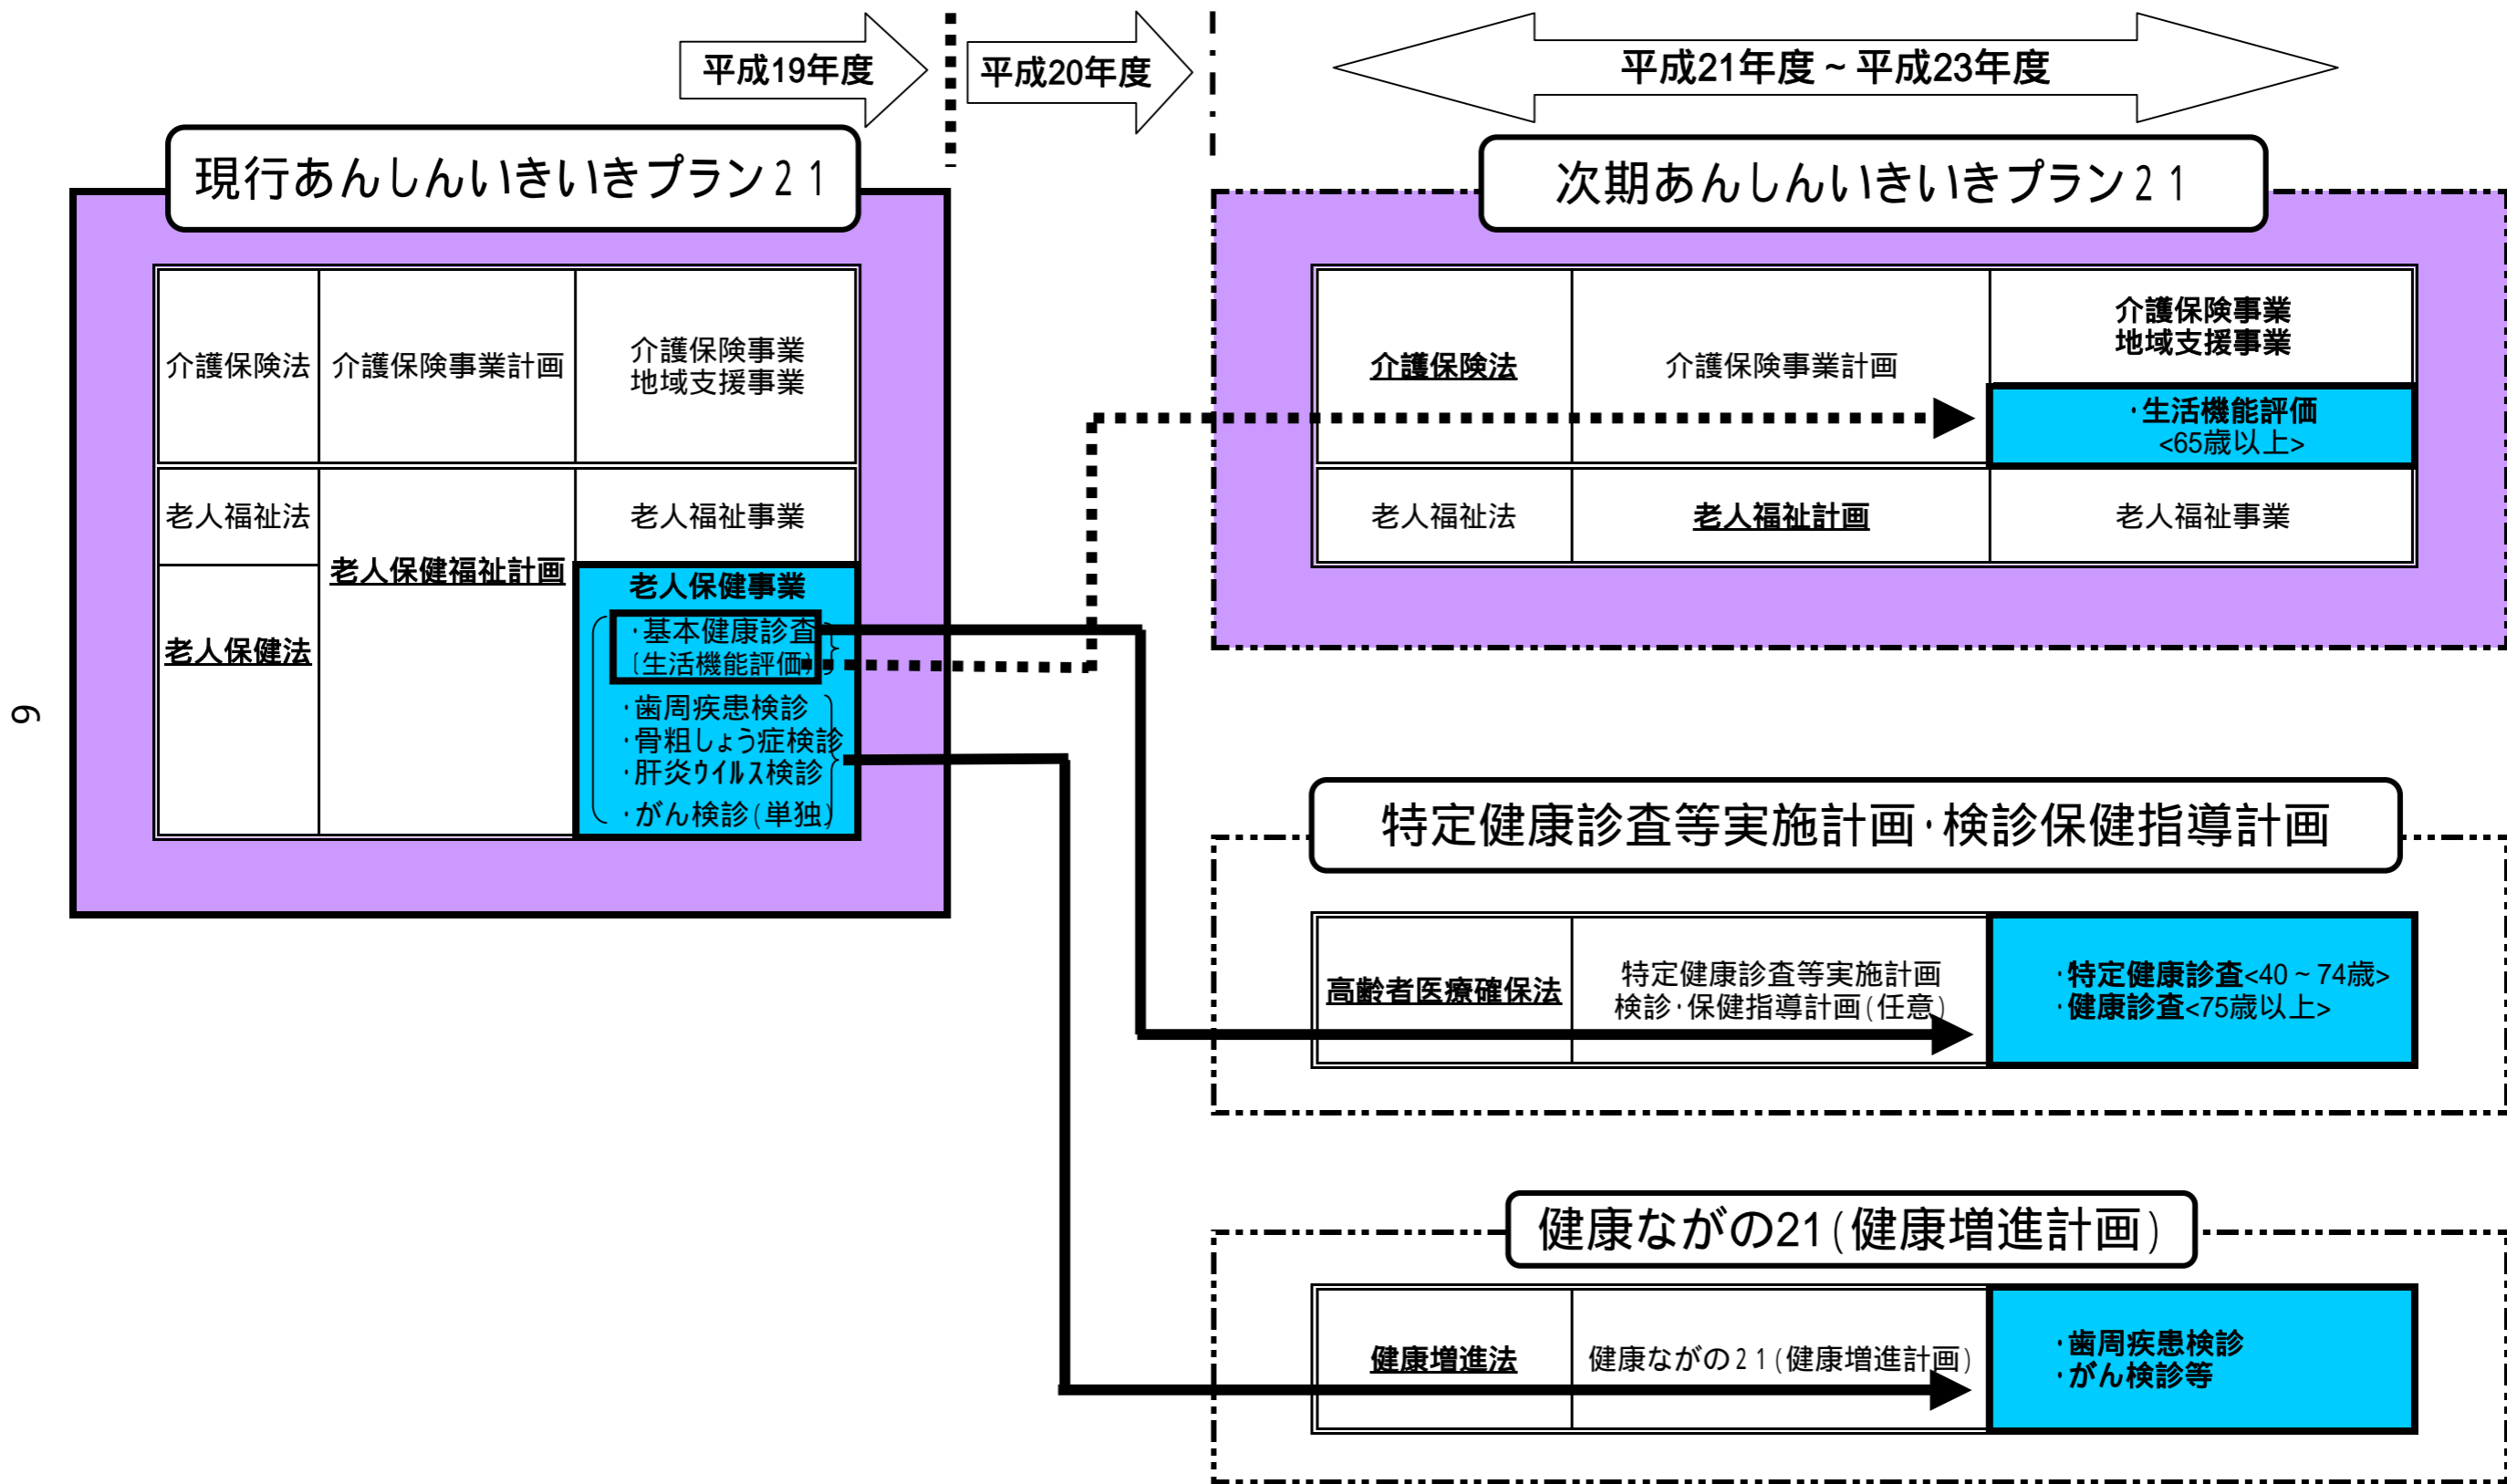 平成19年度
平成20年度
平成21年度～平成23年度
現行あんしんいきいきプラン２１
介護保険法
介護保険事業計画
介護保険事業
地域支援事業
老人福祉法
老人保健福祉計画
老人福祉事業
老人保健法
老人保健事業
・基本健康診査
（生活機能評価）
・歯周疾患検診
・骨粗しょう症検診
・肝炎ｳｲﾙｽ検診
・がん検診（単独）
次期あんしんいきいきプラン２１
介護保険法
介護保険事業計画
介護保険事業
地域支援事業
・生活機能評価
<65歳以上>
老人福祉法
老人福祉計画
老人福祉事業
特定健康診査等実施計画・検診保健指導計画
高齢者医療確保法
特定健康診査等実施計画
検診・保健指導計画（任意）
・特定健康診査<40～74歳>
・健康診査<75歳以上>
健康ながの21（健康増進計画）
健康増進法
健康ながの２１（健康増進計画）
・歯周疾患検診
・がん検診等
9